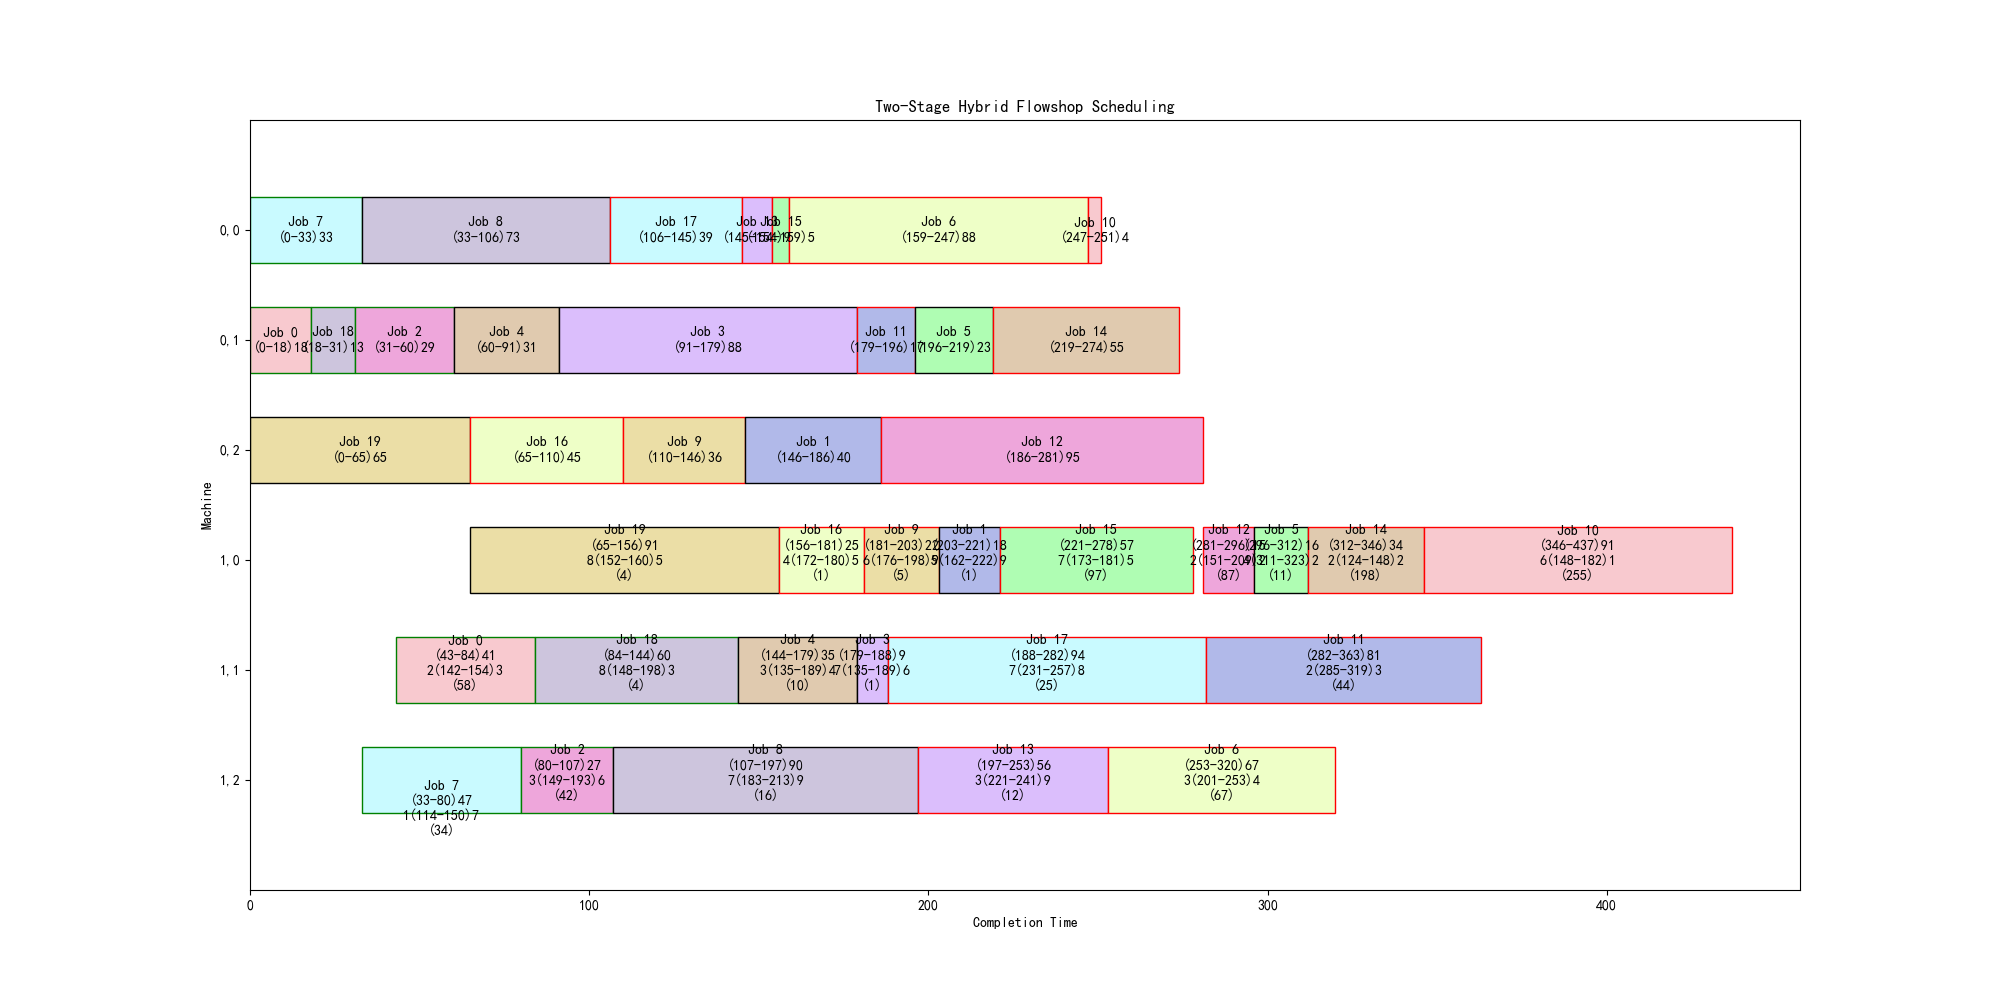 Two-Stage Hybrid Flowshop Scheduling
Machine
0,0
Job 7
(0-33)33
Job 8
(33-106)73
Job 17
(106-145)39
Job 13
Job 15
(154-159)5
Job 6
(159-247)88
Job 10
(247-251)4
0,1
Job 0
(0-18)18
Job 18
(18-31)13
Job 2
(31-60)29
Job 4
(60-91)31
Job 3
(91-179)88
Job 11
(179-196)17
Job 5
(196-219)23
Job 14
(219-274)55
0,2
Job 19
(0-65)65
Job 16
(65-110)45
Job 9
(110-146)36
Job 1
(146-186)40
Job 12
(186-281)95
1,0
Job 19
(65-156)91
8(152-160)5
(4)
Job 16
(156-181)25
4(172-180)5
(1)
Job 9
(181-203)22
6(176-198)5
(5)
Job 1
(203-221)18
(1)
Job 15
(221-278)57
7(173-181)5
(97)
Job 12
(281-296)15
(87)
Job 5
(296-312)16
(11)
Job 14
(312-346)34
2(124-148)2
(198)
Job 10
(346-437)91
6(148-182)1
(255)
1,1
Job 0
(43-84)41
2(142-154)3
(58)
Job 18
(84-144)60
8(148-198)3
(4)
Job 4
(144-179)35
3(135-189)4
(10)
Job 3
(179-188)9
7(135-189)6
(1)
Job 17
(188-282)94
7(231-257)8
(25)
Job 11
(282-363)81
2(285-319)3
(44)
1,2
Job 7
(33-80)47
1(114-150)7
(34)
Job 2
(80-107)27
3(149-193)6
(42)
Job 8
(107-197)90
7(183-213)9
(16)
Job 13
(197-253)56
3(221-241)9
(12)
Job 6
(253-320)67
3(201-253)4
(67)
0
100
200
300
400
Completion Time